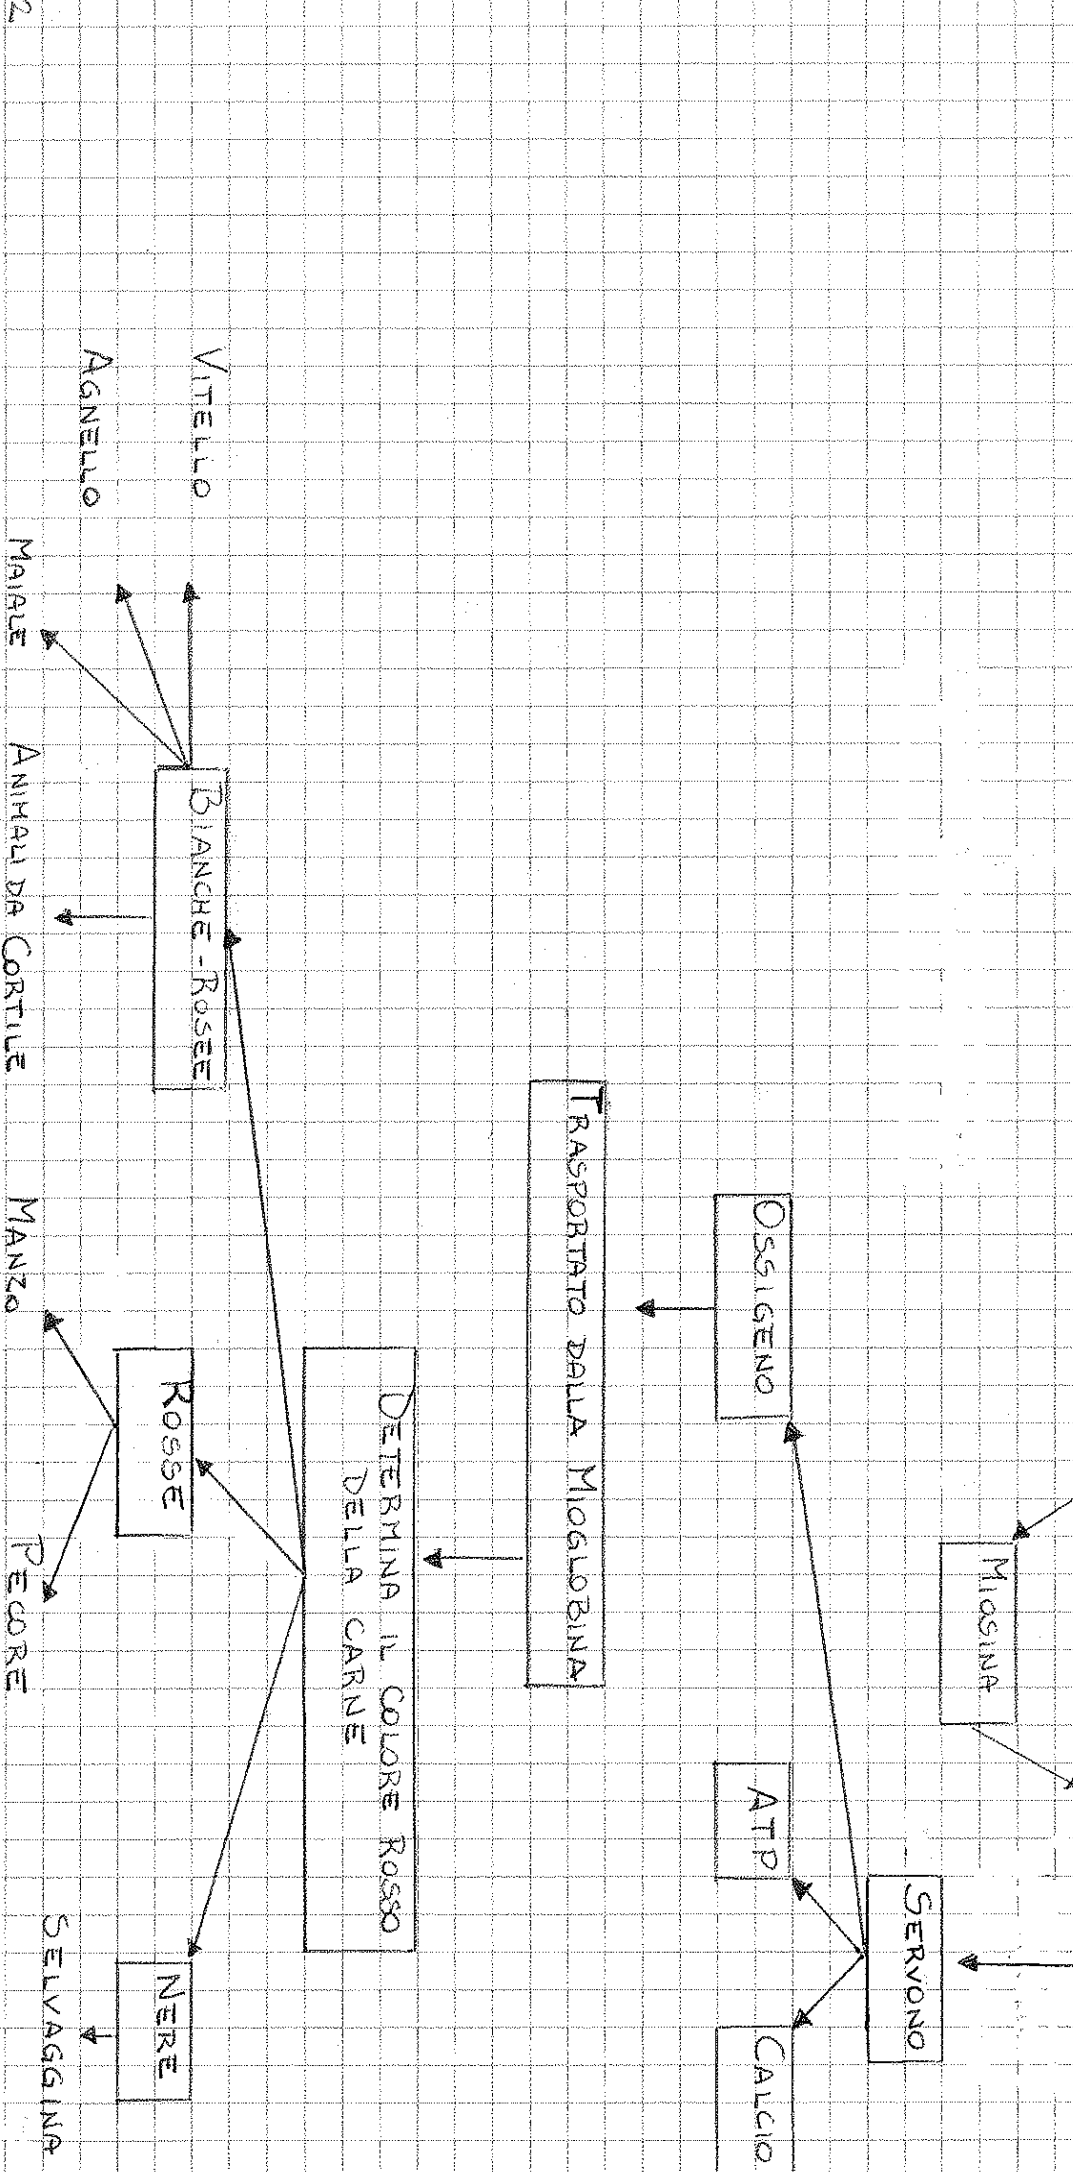 MIOSINA
SERVONO
OSSIGENO
ATP
CALCIO
TRASPORTATO DALLA MIOGLOBINA
DETERMINA IL COLORE ROSSO
DELLA CARNE
BIANCHE-ROSEE
ROSSE
NERE
VITELLO
AGNELLO
MAIALE
ANIMALI DA CORTILE
MANZO
PECORE
SELVAGGINA
2